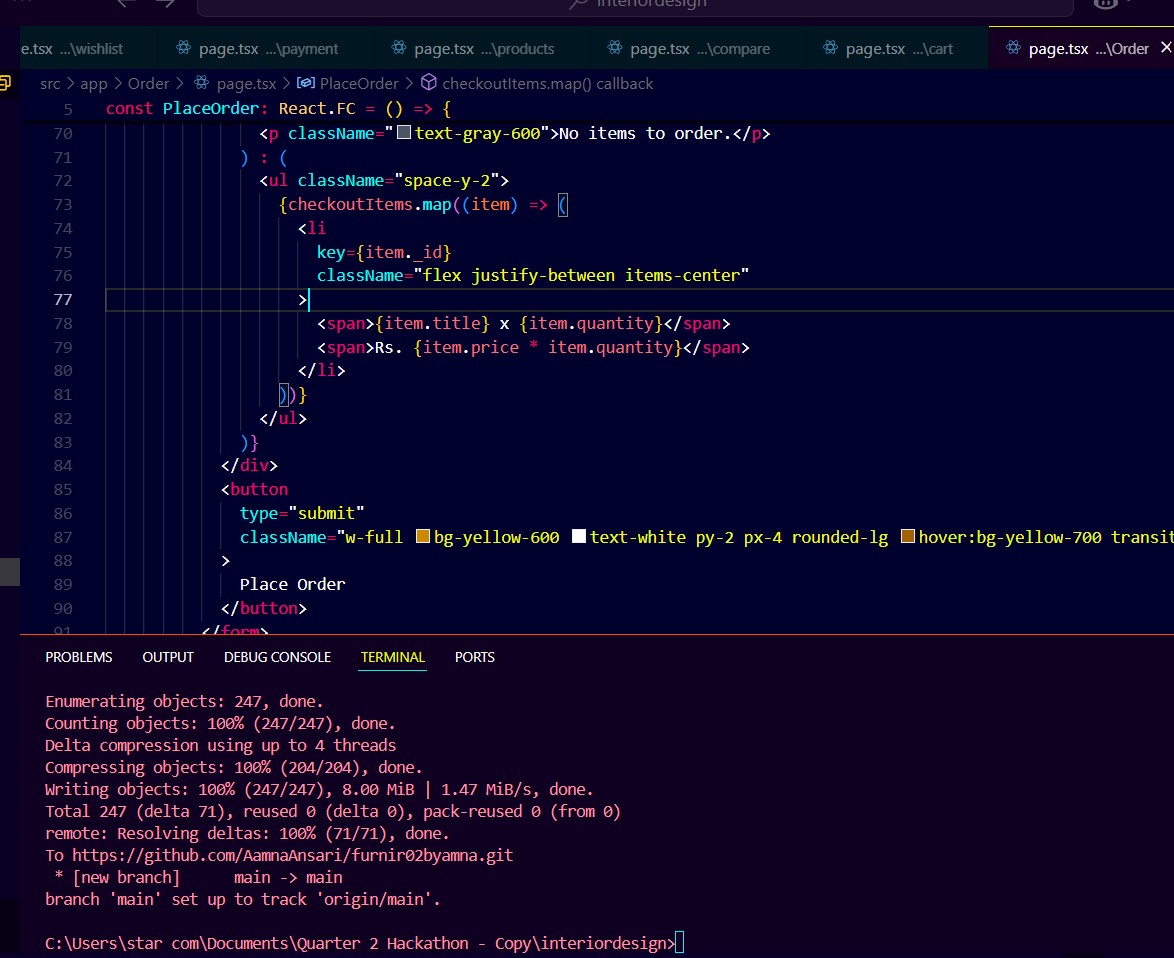 interiordesign
e.tsx ...\wishlist page.tsx ...\payment page.tsx ...\products page.tsx ...\compare page.tsx ...\cart page.tsx ...\Order
src > app > Order > page.tsx > PlaceOrder > checkoutItems.map() callback
5 const PlaceOrder: React.FC = () => {
70 <p className="text-gray-600">No items to order.</p>
71 ) : (
72 <ul className="space-y-2">
73 {checkoutItems.map((item) => (
74 <li
75 key={item._id}
76 className="flex justify-between items-center"
77 >
78 <span>{item.title} x {item.quantity}</span>
79 <span>Rs. {item.price * item.quantity}</span>
80 </li>
81 ))}
82 </ul>
83 )}
84 </div>
85 <button
86 type="submit"
87 className="w-full bg-yellow-600 text-white py-2 px-4 rounded-lg hover:bg-yellow-700 transit
88 >
89 Place Order
90 </button>
91 </form>
PROBLEMS OUTPUT DEBUG CONSOLE TERMINAL PORTS
Enumerating objects: 247, done.
Counting objects: 100% (247/247), done.
Delta compression using up to 4 threads
Compressing objects: 100% (204/204), done.
Writing objects: 100% (247/247), 8.00 MiB | 1.47 MiB/s, done.
Total 247 (delta 71), reused 0 (delta 0), pack-reused 0 (from 0)
remote: Resolving deltas: 100% (71/71), done.
To https://github.com/AamnaAnsari/furnir02byamna.git
* [new branch] main -> main
branch 'main' set up to track 'origin/main'.
C:\Users\star com\Documents\Quarter 2 Hackathon - Copy\interiordesign>